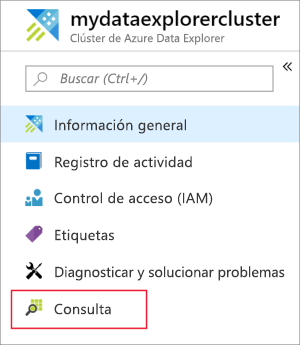 mydataexplorercluster
Clúster de Azure Data Explorer
Buscar (Ctrl+/)
«
Información general
Registro de actividad
Control de acceso (IAM)
Etiquetas
Diagnosticar y solucionar problemas
Consulta